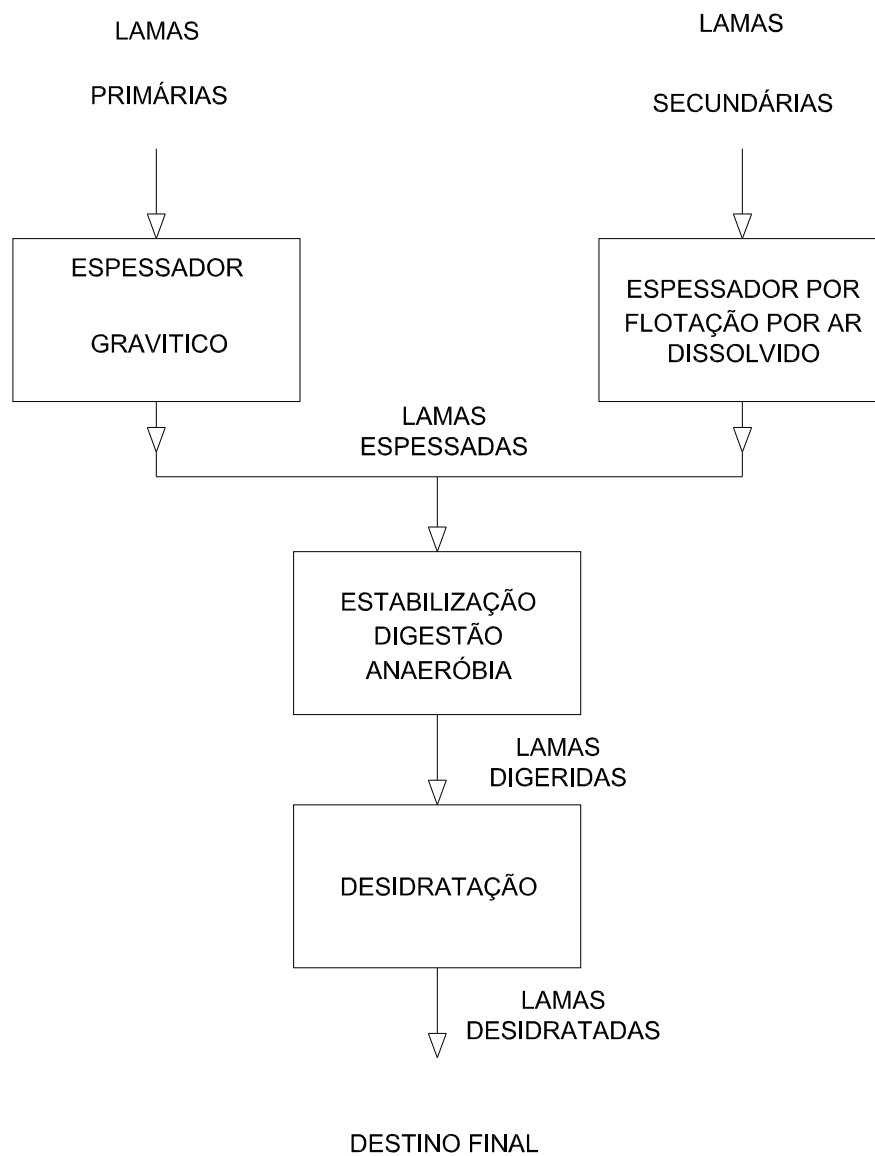 LAMAS
PRIMÁRIAS
LAMAS
SECUNDÁRIAS
ESPESSADOR
GRAVITICO
ESPESSADOR POR
FLOTAÇÃO POR AR
DISSOLVIDO
LAMAS
ESPESSADAS
ESTABILIZAÇÃO
DIGESTÃO
ANAERÓBIA
LAMAS
DIGERIDAS
DESIDRATAÇÃO
LAMAS
DESIDRATADAS
DESTINO FINAL